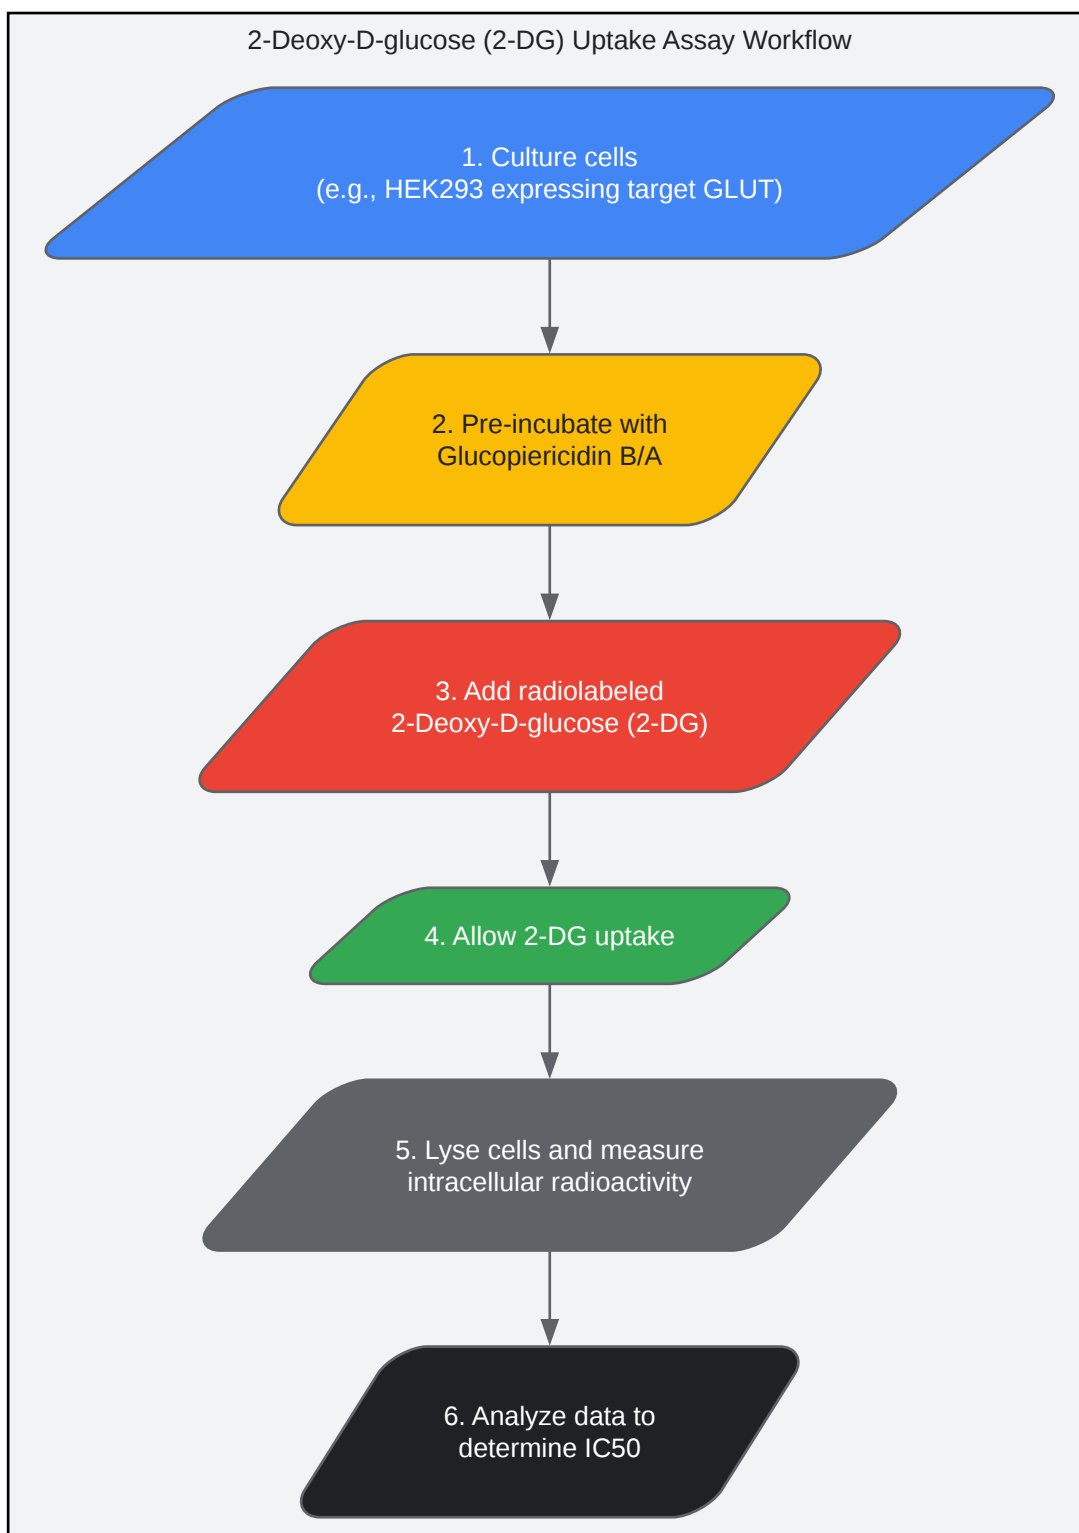 2-Deoxy-D-glucose (2-DG) Uptake Assay Workflow
1. Culture cells
(e.g., HEK293 expressing target GLUT)
2. Pre-incubate with
Glucopiericidin B/A
3. Add radiolabeled
2-Deoxy-D-glucose (2-DG)
4. Allow 2-DG uptake
5. Lyse cells and measure
intracellular radioactivity
6. Analyze data to
determine IC50